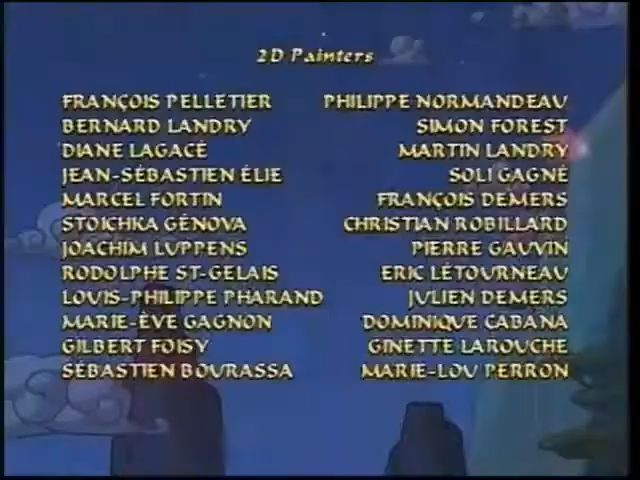 2D Painters
FRANÇOIS PELLETIER PHILIPPE NORMANDEAU
BERNARD LANDRY SIMON FOREST
DIANE LAGACÉ MARTIN LANDRY
JEAN-SÉBASTIEN ÉLIE SOLI GAGNÉ
MARCEL FORTIN FRANÇOIS DEMERS
STOICHKA GÉNOVA CHRISTIAN ROBILLARD
JOACHIM LUPPENS PIERRE GAUVIN
RODOLPHE ST-GELAIS ERIC LÉTOURNEAU
LOUIS-PHILIPPE PHARAND JULIEN DEMERS
MARIE-ÈVE GAGNON DOMINIQUE CABANA
GILBERT FOISY GINETTE LAROUCHE
SÉBASTIEN BOURASSA MARIE-LOU PERRON